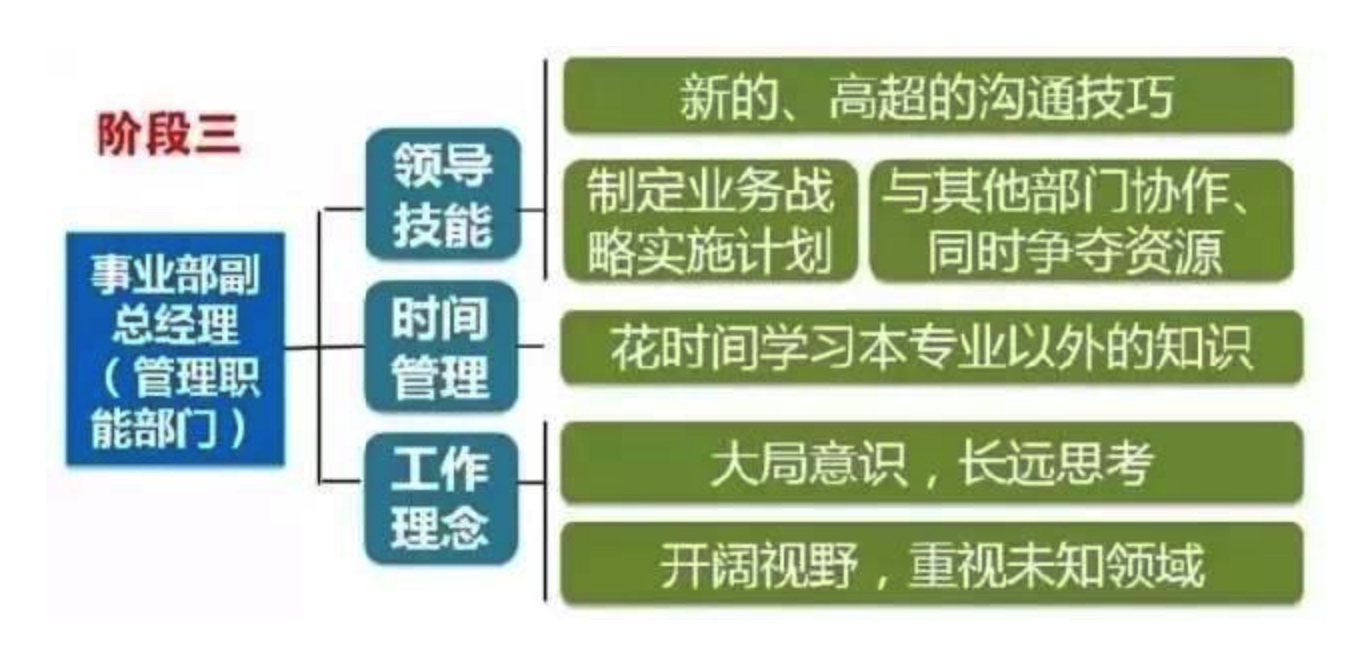 阶段三
事业部副
总经理
（管理职
能部门）
领导
技能
新的、高超的沟通技巧
制定业务战
略实施计划
与其他部门协作、
同时争夺资源
时间
管理
花时间学习本专业以外的知识
工作
理念
大局意识，长远思考
开阔视野，重视未知领域